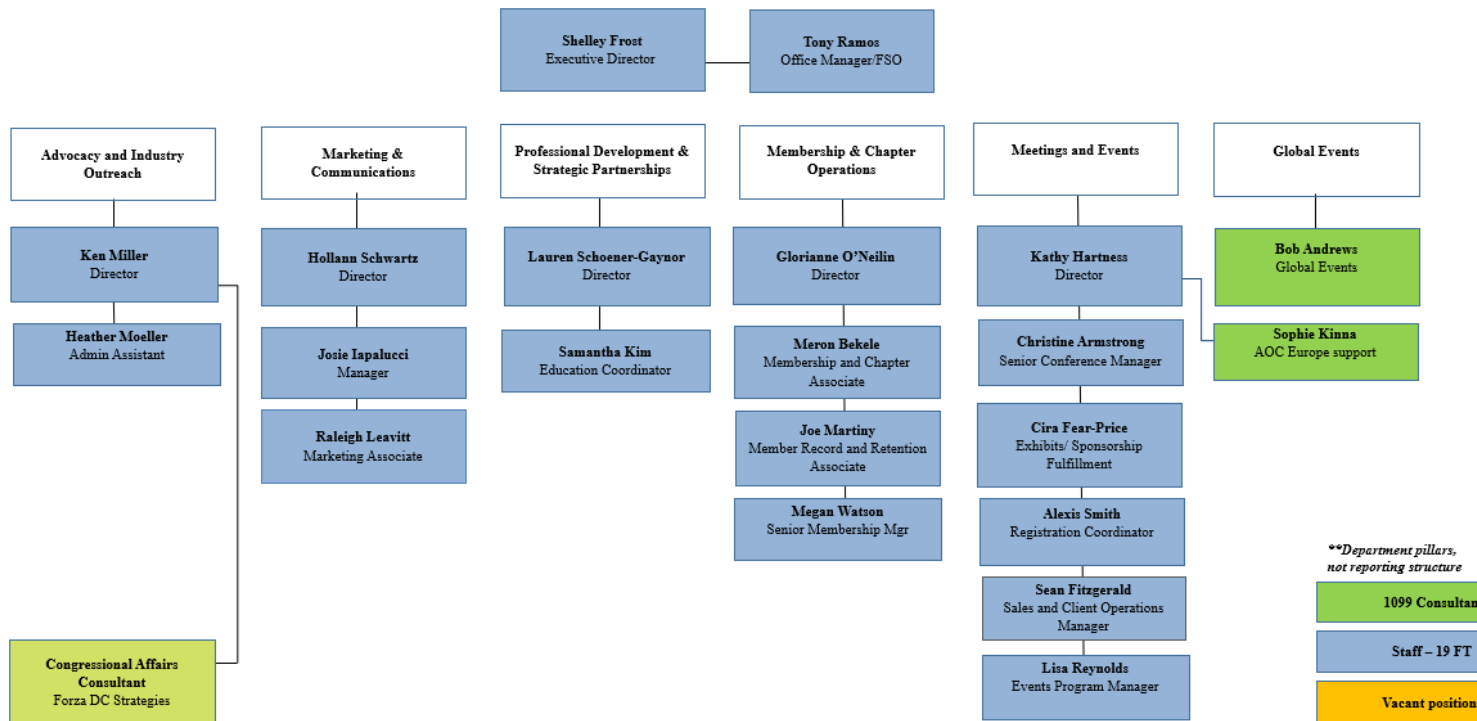 Shelley Frost
Executive Director
Tony Ramos
Office Manager/FSO
Advocacy and Industry
Outreach
Marketing &
Communications
Professional Development &
Strategic Partnerships
Membership & Chapter
Operations
Meetings and Events
Global Events
Ken Miller
Director
Heather Moeller
Admin Assistant
Congressional Affairs
Consultant
Forza DC Strategies
Hollann Schwartz
Director
Josie Iapalucci
Manager
Raleigh Leavitt
Marketing Associate
Lauren Schoener-Gaynor
Director
Samantha Kim
Education Coordinator
Glorianne O’Neilin
Director
Meron Bekele
Membership and Chapter
Associate
Joe Martiny
Member Record and Retention
Associate
Megan Watson
Senior Membership Mgr
Kathy Hartness
Director
Christine Armstrong
Senior Conference Manager
Cira Fear-Price
Exhibits/ Sponsorship
Fulfillment
Alexis Smith
Registration Coordinator
Sean Fitzgerald
Sales and Client Operations
Manager
Lisa Reynolds
Events Program Manager
Bob Andrews
Global Events
Sophie Kinna
AOC Europe support
**Department pillars,
not reporting structure
1099 Consultan
Staff – 19 FT
Vacant position